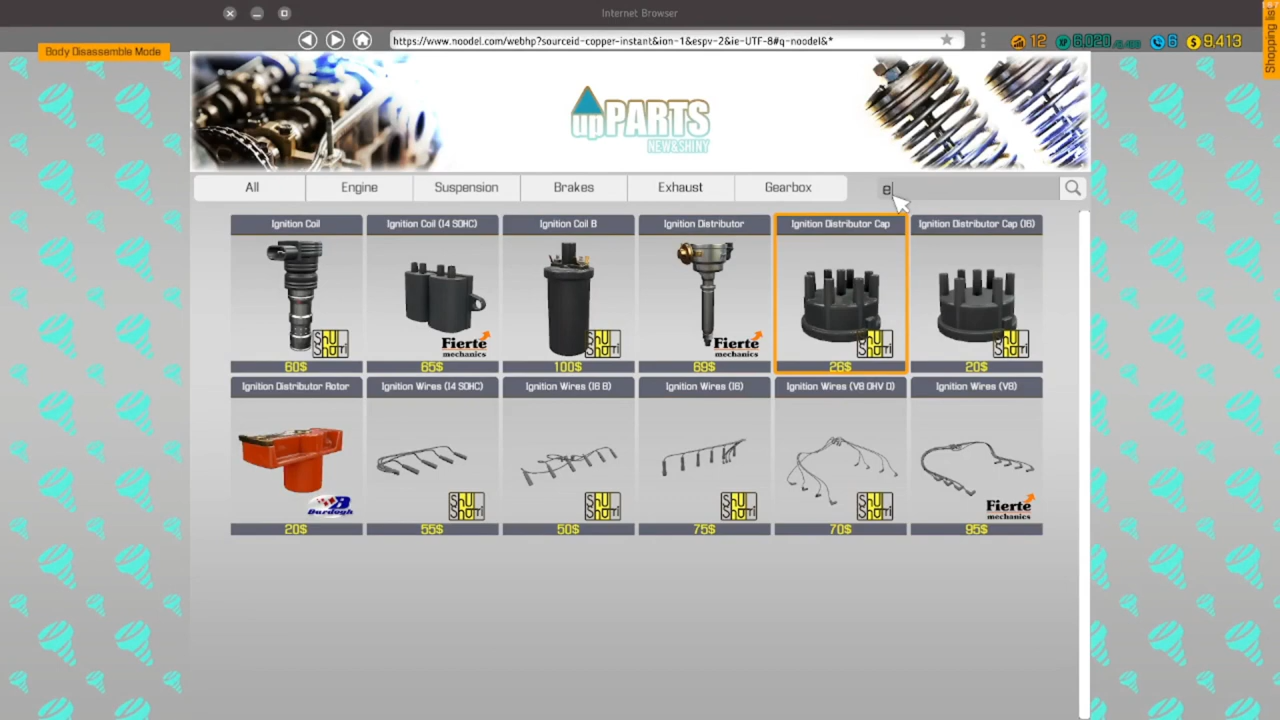 Internet Browser
Shopping list
https://www.noodel.com/webhp?sourceid-copper-instant&ion-1&espv-2&ie-UTF-8#q-noodel&*
12
6,020
6
$ 9,413
Body Disassemble Mode
upPARTS
NEW&SHINY
All
Engine
Suspension
Brakes
Exhaust
Gearbox
e
Ignition Coil
Ignition Coil (I4 SOHC)
Ignition Coil B
Ignition Distributor
Ignition Distributor Cap
Ignition Distributor Cap (I6)
Fierte mechanics
Fierte mechanics
60$
65$
100$
69$
26$
20$
Ignition Distributor Rotor
Ignition Wires (I4 SOHC)
Ignition Wires (I6 B)
Ignition Wires (I6)
Ignition Wires (V8 OHV D)
Ignition Wires (V8)
Fierte mechanics
20$
55$
50$
75$
70$
95$